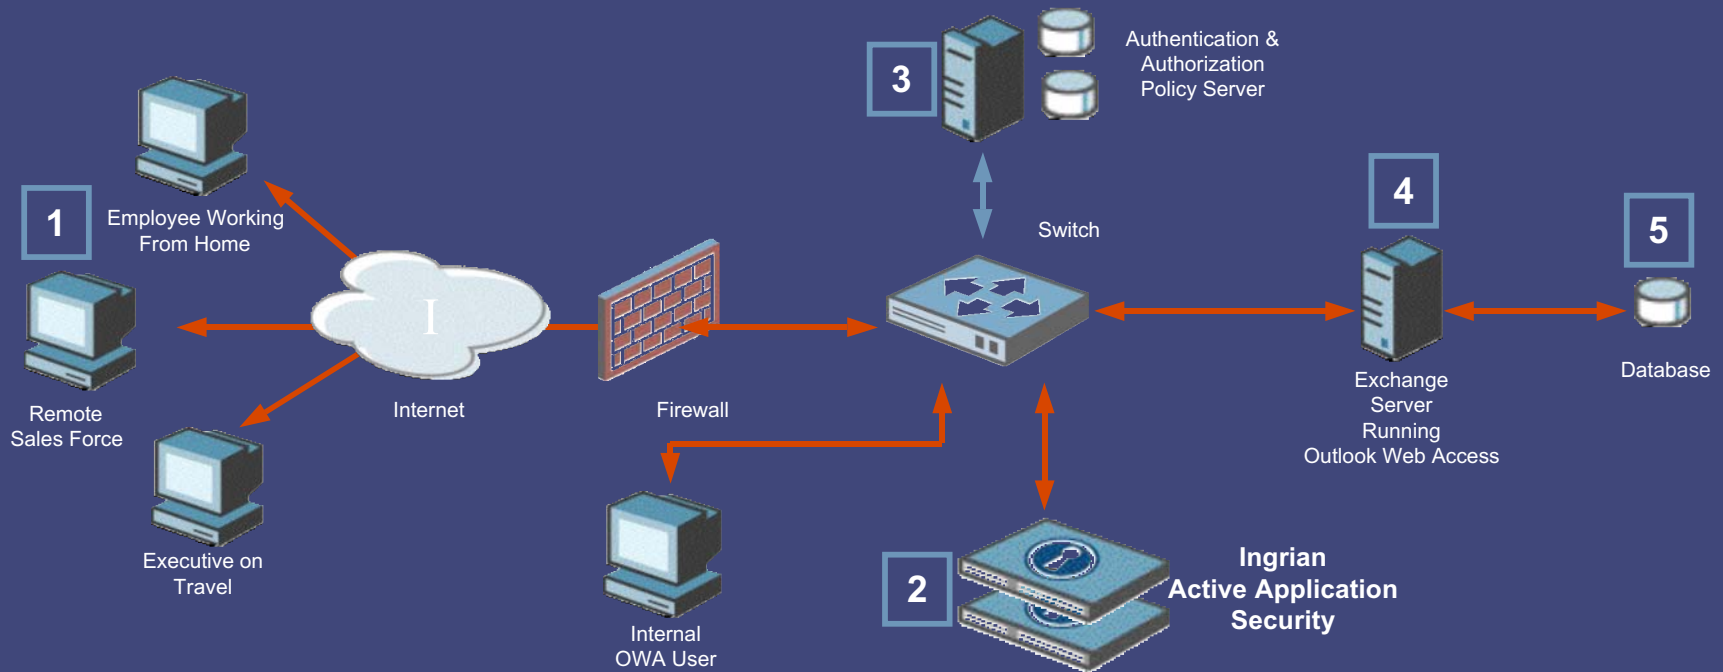 1
Employee Working
From Home
Remote
Sales Force
Executive on
Travel
I
Internet
Firewall
Internal
OWA User
3
Authentication &
Authorization
Policy Server
Switch
2
Ingrian
Active Application
Security
4
Exchange
Server
Running
Outlook Web Access
5
Database